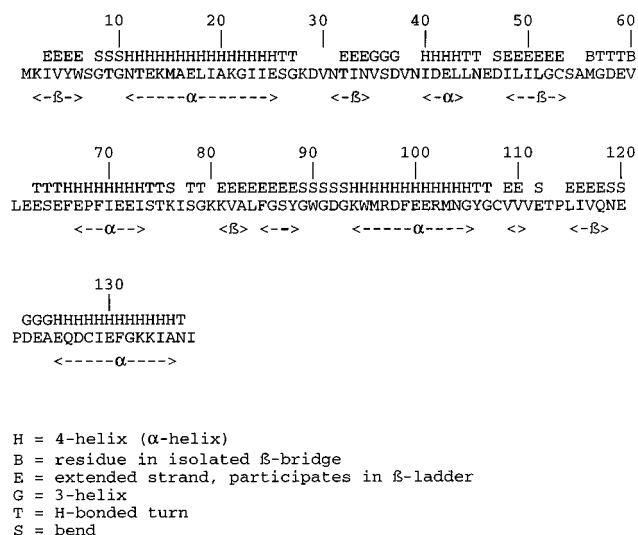 10 20 30 40 50 60
EEEE SSSHHHHHHHHHHHHHHHTT EEEGGG HHHHTT SEEEEEE BTTTB
MKIVYWSGTGNTEKMAELIAKGIIESGKDVNTINVSDVNIDELLNEDILILGCSAMGDEV
<-ß-> <-----α-------> <ß-> <-α> <--ß->
70 80 90 100 110 120
TTTHHHHHHHHTTS TT EEEEEEEESSSSSHHHHHHHHHHHHTT EE S EEEESS
LEESEFEPFIEEISTKISGKKVALFGSYGWGDGKWMRDFEERMNGYGCVVVETPLIVQNE
<--α--> <ß> <--> <-----α----> <> <-ß>
130
GGGHHHHHHHHHHHHT
PDEAEQDCIEFGKKIANI
<-----α---->
H = 4-helix (α-helix)
B = residue in isolated ß-bridge
E = extended strand, participates in ß-ladder
G = 3-helix
T = H-bonded turn
S = bend